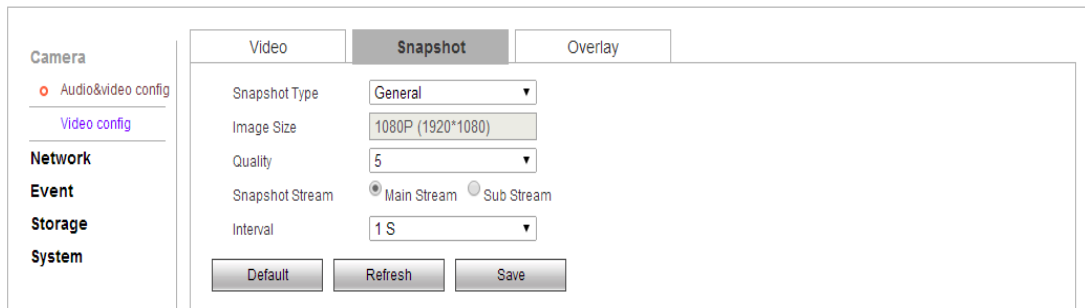 Camera
Audio&video config
Video config
Network
Event
Storage
System
Video Snapshot Overlay
Snapshot Type General
Image Size 1080P (1920*1080)
Quality 5
Snapshot Stream Main Stream Sub Stream
Interval 1 S
Default Refresh Save